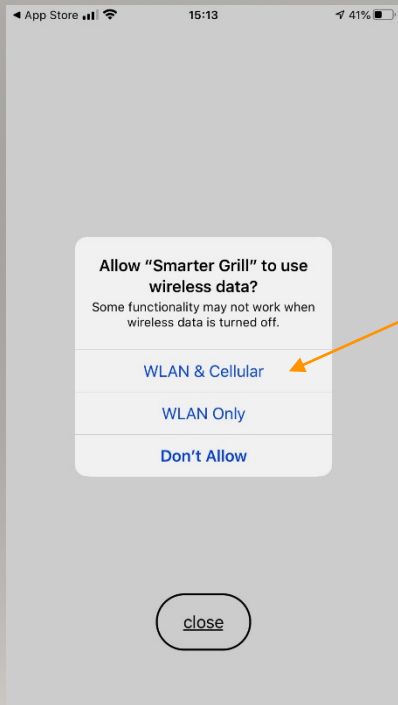 App Store 15:13 41%
Allow “Smarter Grill” to use
wireless data?
Some functionality may not work when
wireless data is turned off.
WLAN & Cellular
WLAN Only
Don’t Allow
close